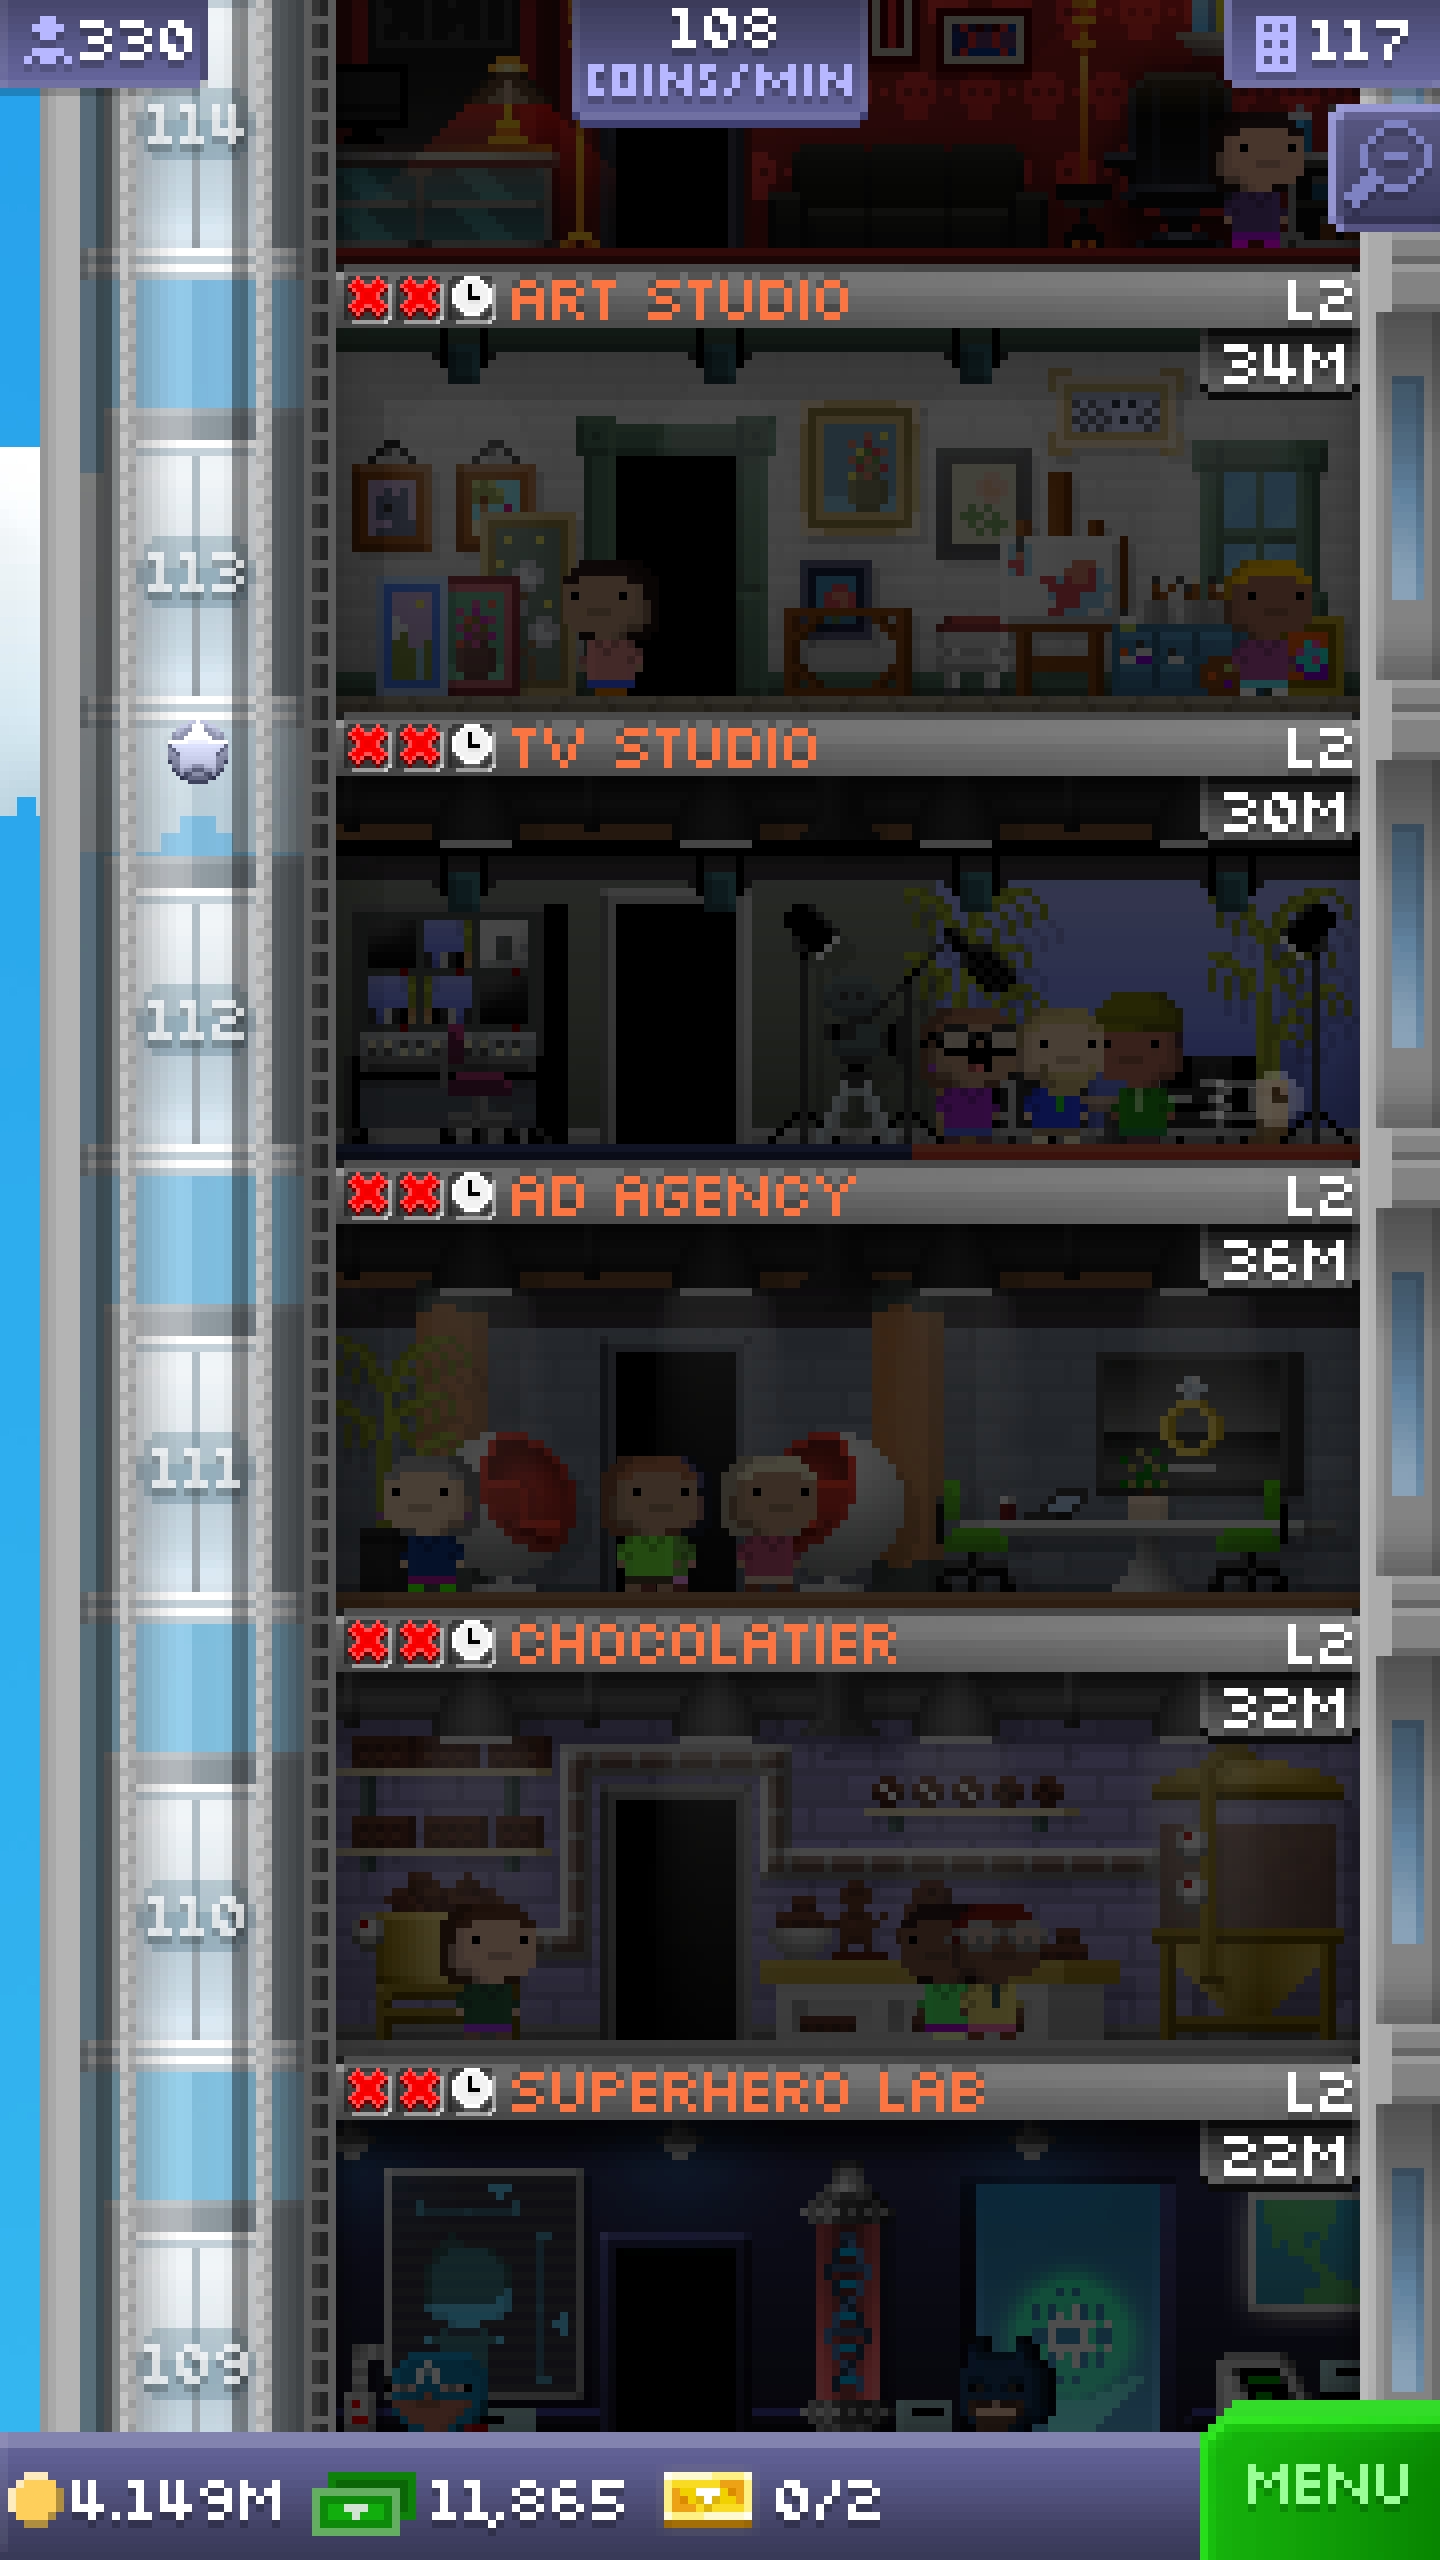 330
108
COINS/MIN
117
114
ART STUDIO L2
34M
113
TV STUDIO L2
30M
112
AD AGENCY L2
36M
111
CHOCOLATIER L2
32M
110
SUPERHERO LAB L2
22M
109
4.149M 11,865 0/2
MENU